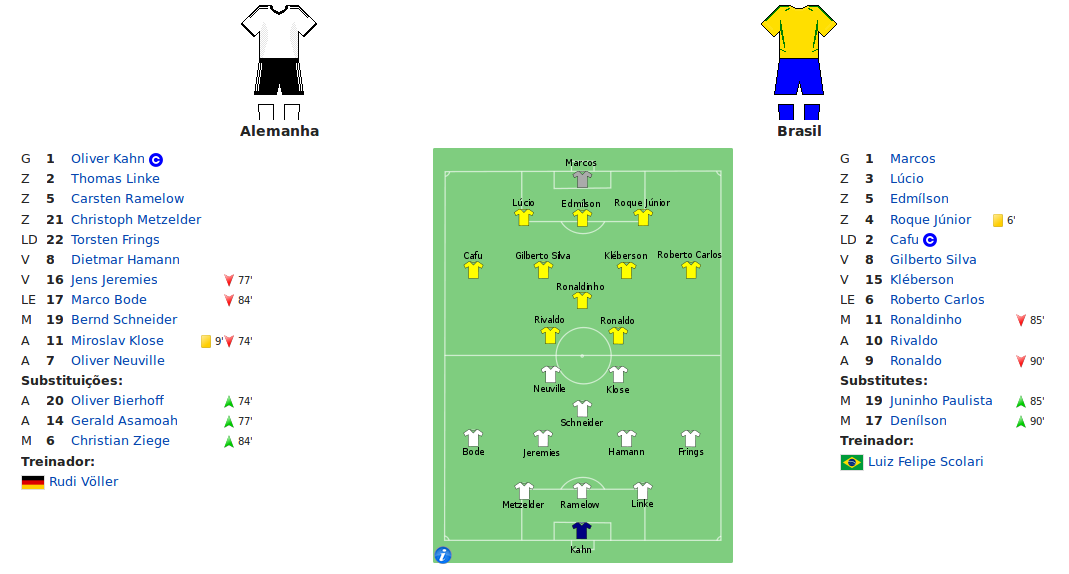 Alemanha
G 1 Oliver Kahn C
Z 2 Thomas Linke
Z 5 Carsten Ramelow
Z 21 Christoph Metzelder
LD 22 Torsten Frings
V 8 Dietmar Hamann
V 16 Jens Jeremies 77'
LE 17 Marco Bode 84'
M 19 Bernd Schneider
A 11 Miroslav Klose 9' 74'
A 7 Oliver Neuville
Substituições:
A 20 Oliver Bierhoff 74'
A 14 Gerald Asamoah 77'
M 6 Christian Ziege 84'
Treinador:
Rudi Völler
Marcos
Lúcio Edmílson Roque Júnior
Cafu Gilberto Silva Kléberson Roberto Carlos
Ronaldinho
Rivaldo Ronaldo
Neuville Klose
Schneider
Bode Jeremies Hamann Frings
Metzelder Ramelow Linke
Kahn
i
Brasil
G 1 Marcos
Z 3 Lúcio
Z 5 Edmílson
Z 4 Roque Júnior 6'
LD 2 Cafu C
V 8 Gilberto Silva
V 15 Kléberson
LE 6 Roberto Carlos
M 11 Ronaldinho 85'
A 10 Rivaldo
A 9 Ronaldo 90'
Substitutes:
M 19 Juninho Paulista 85'
M 17 Denílson 90'
Treinador:
Luiz Felipe Scolari